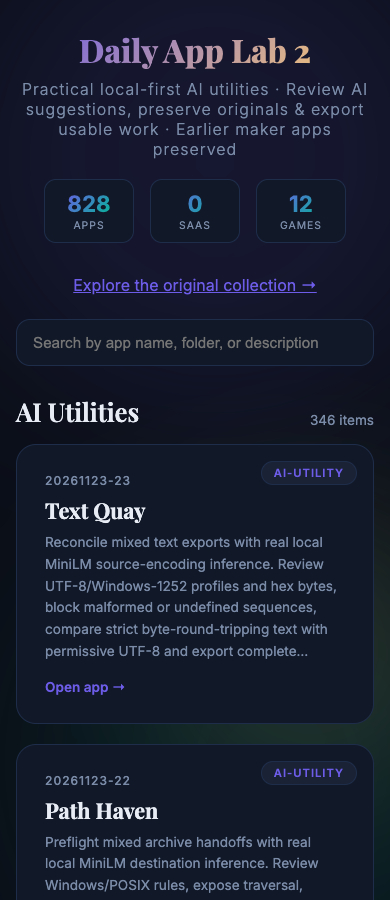 Daily App Lab 2
Practical local-first AI utilities · Review AI
suggestions, preserve originals & export
usable work · Earlier maker apps
preserved
828
APPS
0
SAAS
12
GAMES
Explore the original collection →
Search by app name, folder, or description
AI Utilities
346 items
20261123-23
AI-UTILITY
Text Quay
Reconcile mixed text exports with real local
MiniLM source-encoding inference. Review
UTF-8/Windows-1252 profiles and hex bytes,
block malformed or undefined sequences,
compare strict byte-round-tripping text with
permissive UTF-8 and export complete...
Open app →
20261123-22
AI-UTILITY
Path Haven
Preflight mixed archive handoffs with real
local MiniLM destination inference. Review
Windows/POSIX rules, expose traversal,